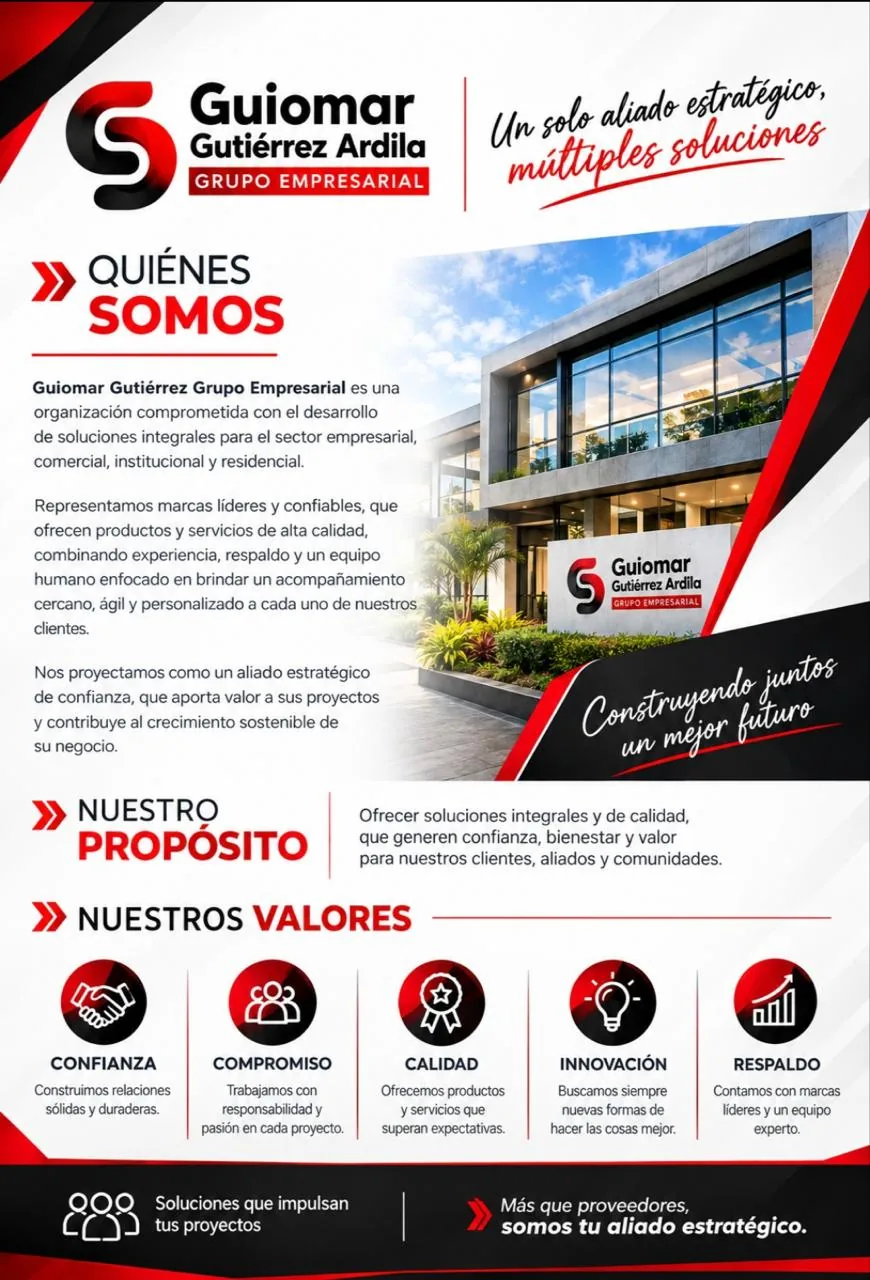 Guiomar
Gutiérrez Ardila
GRUPO EMPRESARIAL
Un solo aliado estratégico,
múltiples soluciones
QUIÉNES
SOMOS
Guiomar Gutiérrez Grupo Empresarial es una
organización comprometida con el desarrollo
de soluciones integrales para el sector empresarial,
comercial, institucional y residencial.
Representamos marcas líderes y confiables, que
ofrecen productos y servicios de alta calidad,
combinando experiencia, respaldo y un equipo
humano enfocado en brindar un acompañamiento
cercano, ágil y personalizado a cada uno de nuestros
clientes.
Nos proyectamos como un aliado estratégico
de confianza, que aporta valor a sus proyectos
y contribuye al crecimiento sostenible de
su negocio.
Guiomar
Gutiérrez Ardila
GRUPO EMPRESARIAL
Construyendo juntos
un mejor futuro
NUESTRO
PROPÓSITO
Ofrecer soluciones integrales y de calidad,
que generen confianza, bienestar y valor
para nuestros clientes, aliados y comunidades.
NUESTROS VALORES
CONFIANZA
Construimos relaciones
sólidas y duraderas.
COMPROMISO
Trabajamos con
responsabilidad y
pasión en cada proyecto.
CALIDAD
Ofrecemos productos
y servicios que
superan expectativas.
INNOVACIÓN
Buscamos siempre
nuevas formas de
hacer las cosas mejor.
RESPALDO
Contamos con marcas
líderes y un equipo
experto.
Soluciones que impulsan
tus proyectos
Más que proveedores,
somos tu aliado estratégico.